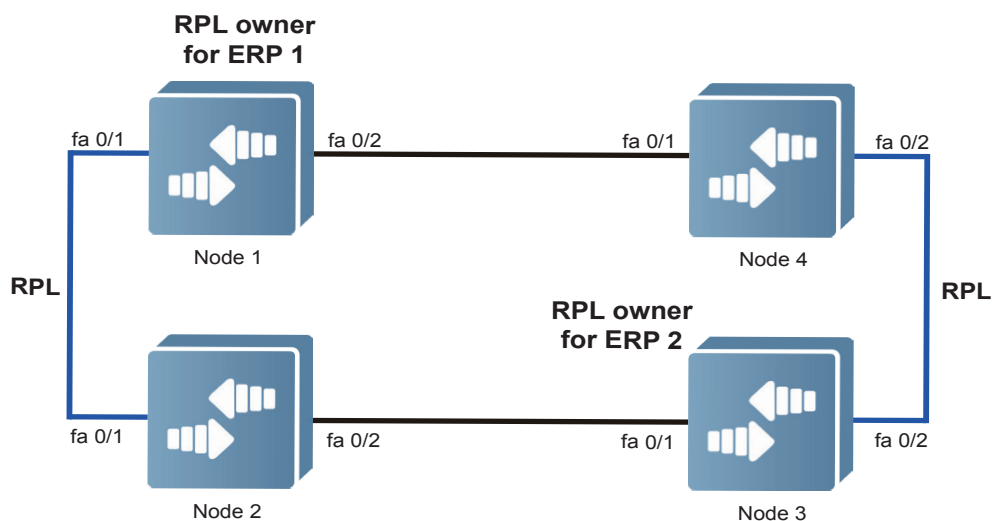 RPL owner
for ERP 1
fa 0/1
fa 0/2
fa 0/1
fa 0/2
Node 1
Node 4
RPL
RPL
RPL owner
for ERP 2
fa 0/1
fa 0/2
fa 0/1
fa 0/2
Node 2
Node 3